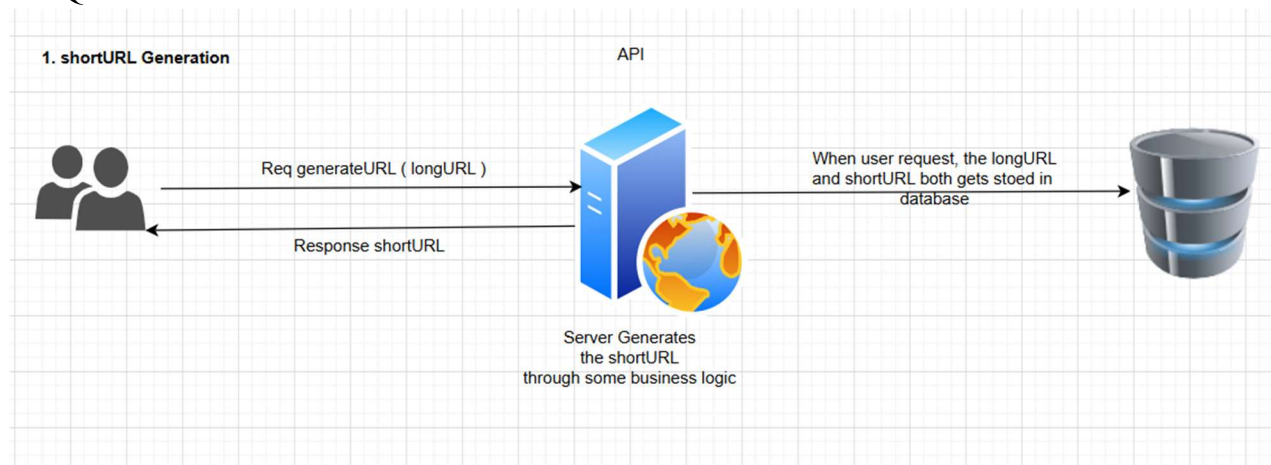 1. shortURL Generation
API
Req generateURL ( longURL )
When user request, the longURL
and shortURL both gets stoed in
database
Response shortURL
Server Generates
the shortURL
through some business logic